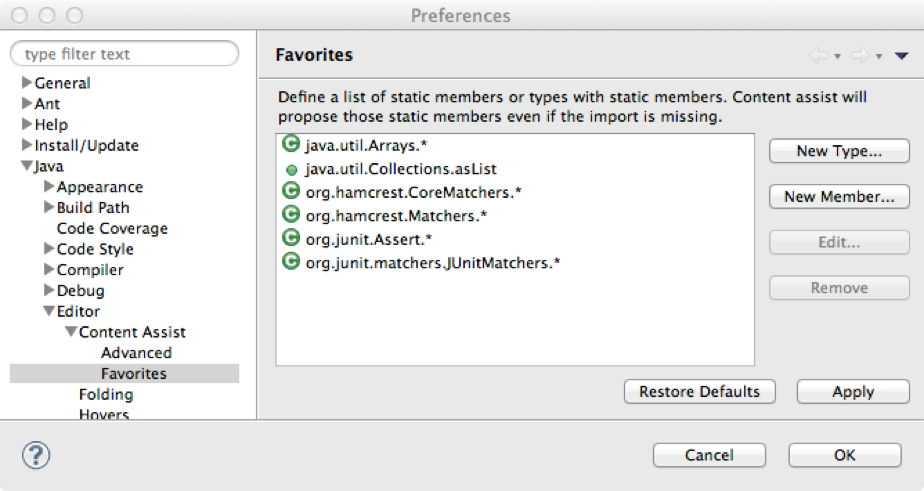 Preferences
type filter text
General
Ant
Help
Install/Update
Java
Appearance
Build Path
Code Coverage
Code Style
Compiler
Debug
Editor
Content Assist
Advanced
Favorites
Folding
Hovers
Favorites
Define a list of static members or types with static members. Content assist will
propose those static members even if the import is missing.
C java.util.Arrays.*
java.util.Collections.asList
C org.hamcrest.CoreMatchers.*
C org.hamcrest.Matchers.*
C org.junit.Assert.*
C org.junit.matchers.JUnitMatchers.*
New Type...
New Member...
Edit...
Remove
Restore Defaults
Apply
?
Cancel
OK